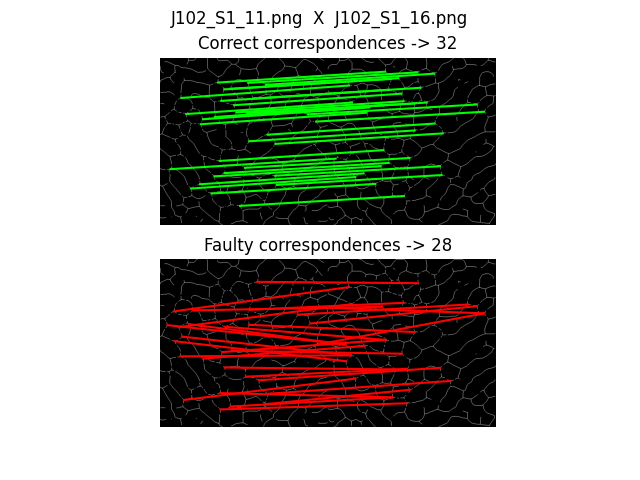 J102_S1_11.png X J102_S1_16.png
Correct correspondences -> 32
Faulty correspondences -> 28